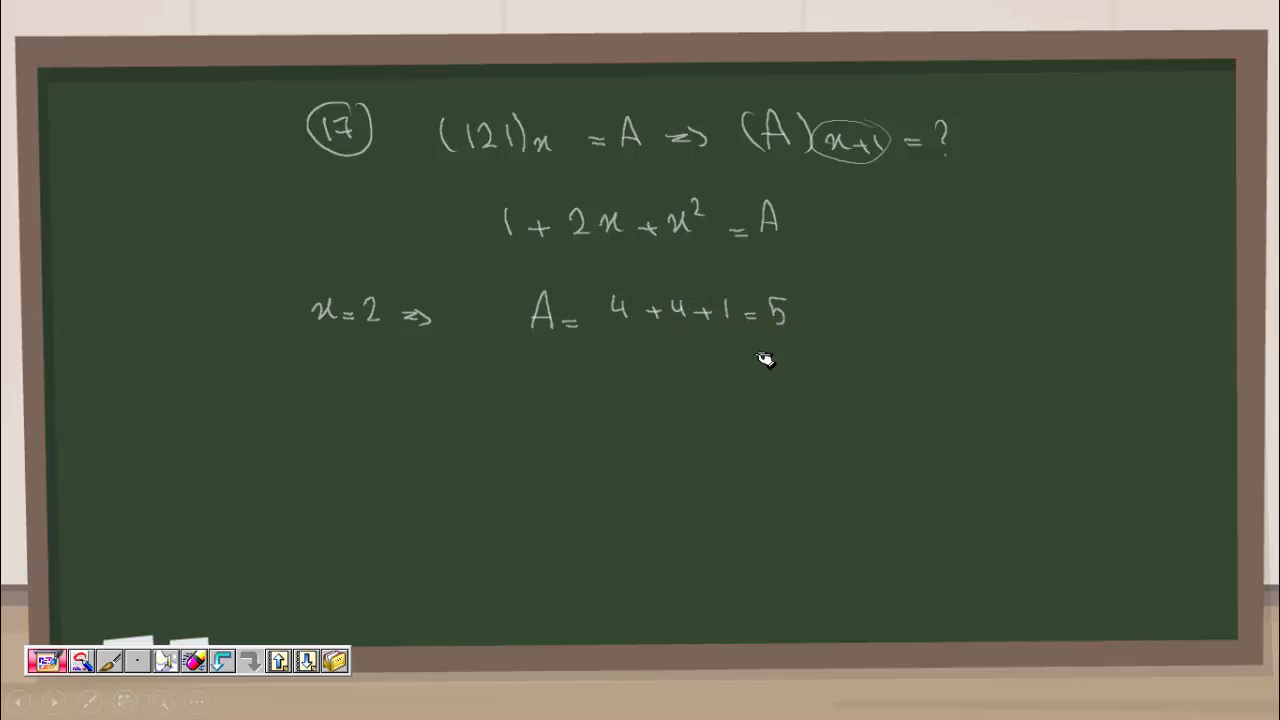 17 (121)x = A ⇒ (A)x+1 = ?
1 + 2x + x² = A
x = 2 ⇒ A = 4 + 4 + 1 = 5